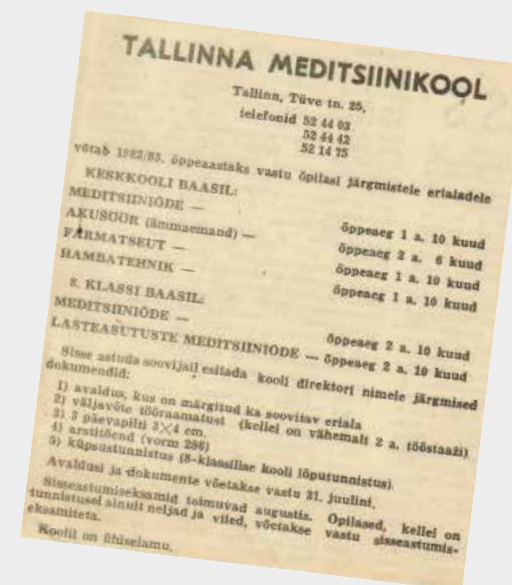 TALLINNA MEDITSIINIKOOL
Tallinn, Tüve tn. 25,
telefonid 52 44 03
52 44 42
52 14 75
võtab 1982/83. õppeaastaks vastu õpilasi järgmistele erialadele
KESKKOOLI BAASIL:
MEDITSIINIÕDE — õppeaeg 1 a. 10 kuud
AKUŠÖÖR (ämmaemand) — õppeaeg 2 a. 6 kuud
FARMATSEUT — õppeaeg 1 a. 10 kuud
HAMBATEHNIK — õppeaeg 1 a. 10 kuud
8. KLASSI BAASIL:
MEDITSIINIÕDE — õppeaeg 2 a. 10 kuud
LASTEASUTUSTE MEDITSIINIÕDE — õppeaeg 2 a. 10 kuud
Sisse astuda soovijail esitada kooli direktori nimele järgmised
dokumendid:
1) avaldus, kus on märgitud ka soovitav eriala
2) väljavõte tööraamatust (kellel on vähemalt 2 a. tööstaaži)
3) 3 päevapilti 3×4 cm,
4) arstitõend (vorm 286)
5) küpsustunnistus (8-klassilise kooli lõputunnistus).
Avaldusi ja dokumente võetakse vastu 31. juulini,
Sisseastumiseksamid toimuvad augustis. Õpilased, kellel on
tunnistusel ainult neljad ja viied, võetakse vastu sisseastumis-
eksamiteta.
Koolil on ühiselamu,